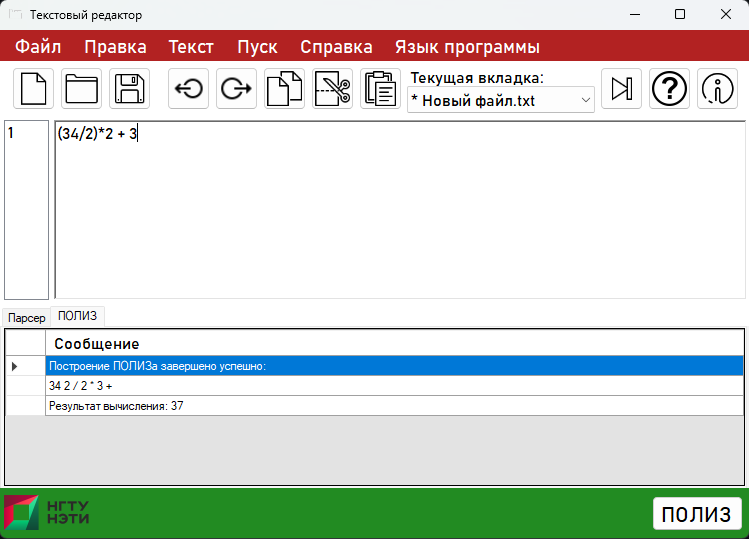 Текстовый редактор
Файл Правка Текст Пуск Справка Язык программы
Текущая вкладка:
* Новый файл.txt
1
(34/2)*2 + 3
Парсер ПОЛИЗ
Сообщение
Построение ПОЛИЗа завершено успешно:
34 2 / 2 * 3 +
Результат вычисления: 37
НГТУ
НЭТИ
ПОЛИЗ